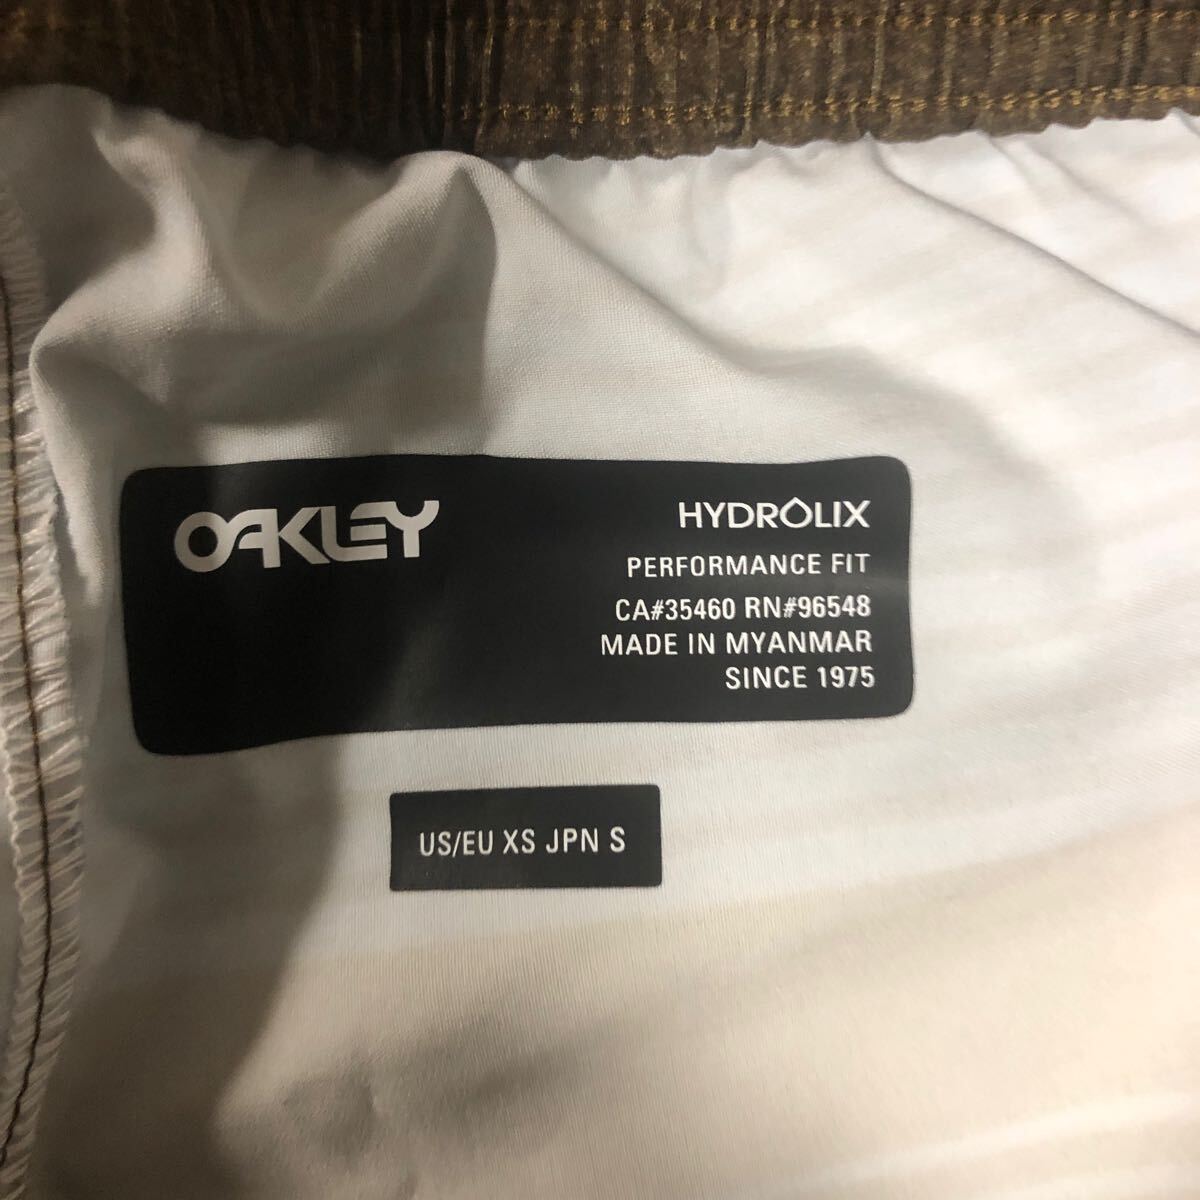 OAKLEY
HYDROLIX
PERFORMANCE FIT
CA#35460 RN#96548
MADE IN MYANMAR
SINCE 1975
US/EU XS JPN S